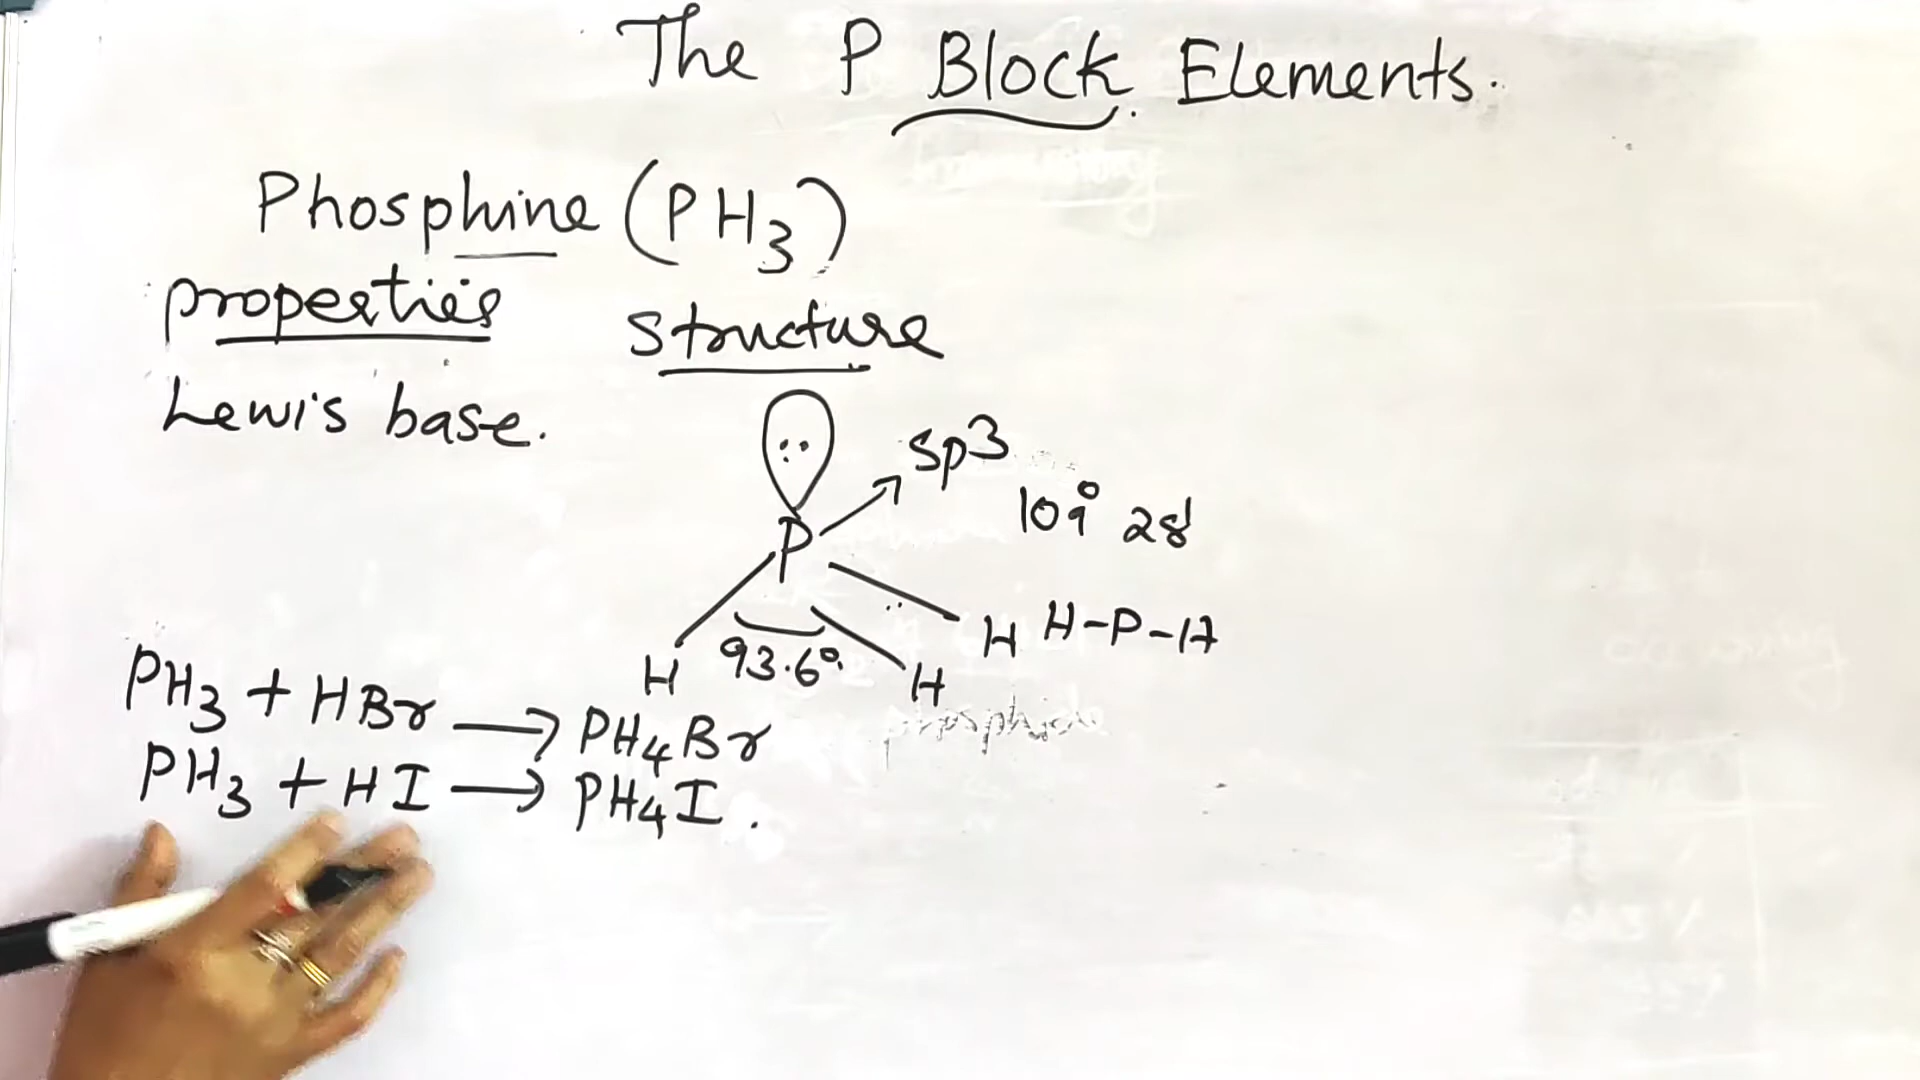 The P Block Elements.
Phosphine (PH3)
properties
Structure
Lewis base.
sp3
109° 28'
P
H
93.6°
H
H
H-P-H
PH3 + HBr → PH4Br
PH3 + HI → PH4I.
phosphide